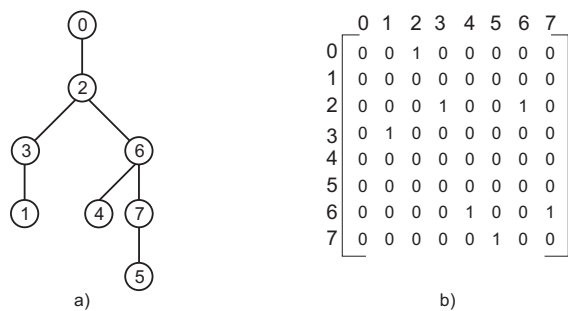 0
2
3 6
1 4 7
5
a)
0 1 2 3 4 5 6 7
0 0 0 1 0 0 0 0 0
1 0 0 0 0 0 0 0 0
2 0 0 0 1 0 0 1 0
3 0 1 0 0 0 0 0 0
4 0 0 0 0 0 0 0 0
5 0 0 0 0 0 0 0 0
6 0 0 0 0 1 0 0 1
7 0 0 0 0 0 1 0 0
b)